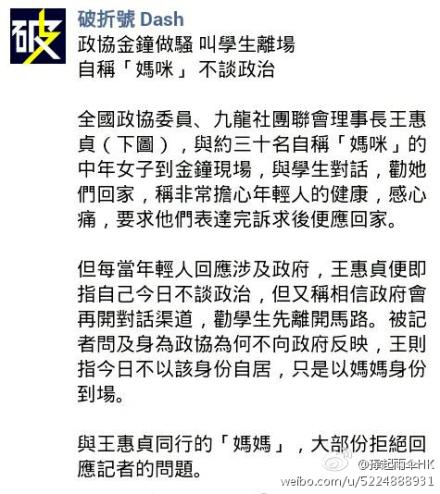 破
破折號 Dash
政協金鐘做騷 叫學生離場
自稱「媽咪」 不談政治
全國政協委員、九龍社團聯會理事長王惠
貞（下圖），與約三十名自稱「媽咪」的
中年女子到金鐘現場，與學生對話，勸她
們回家，稱非常擔心年輕人的健康，感心
痛，要求他們表達完訴求後便應回家。
但每當年輕人回應涉及政府，王惠貞便即
指自己今日不談政治，但又稱相信政府會
再開對話渠道，勸學生先離開馬路。被記
者問及身為政協為何不向政府反映，王則
指今日不以該身份自居，只是以媽媽身份
到場。
與王惠貞同行的「媽媽」，大部份拒絕回
應記者的問題。
weibo.com/u/5224888931